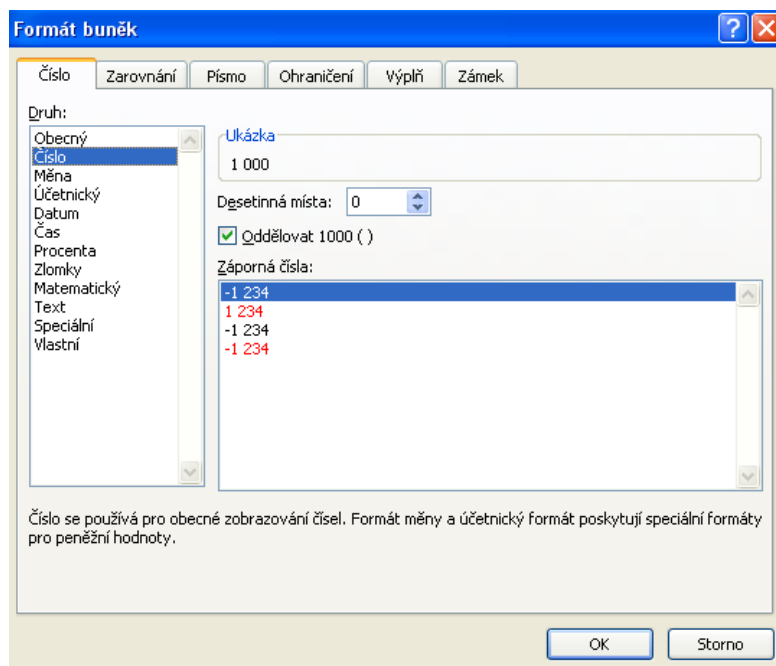 Formát buněk
Číslo Zarovnání Písmo Ohraničení Výplň Zámek
Druh:
Obecný
Číslo
Měna
Účetnický
Datum
Čas
Procenta
Zlomky
Matematický
Text
Speciální
Vlastní
Ukázka
1 000
Desetinná místa: 0
Oddělovat 1000 ( )
Záporná čísla:
-1 234
1 234
-1 234
-1 234
Číslo se používá pro obecné zobrazování čísel. Formát měny a účetnický formát poskytují speciální formáty
pro peněžní hodnoty.
OK Storno